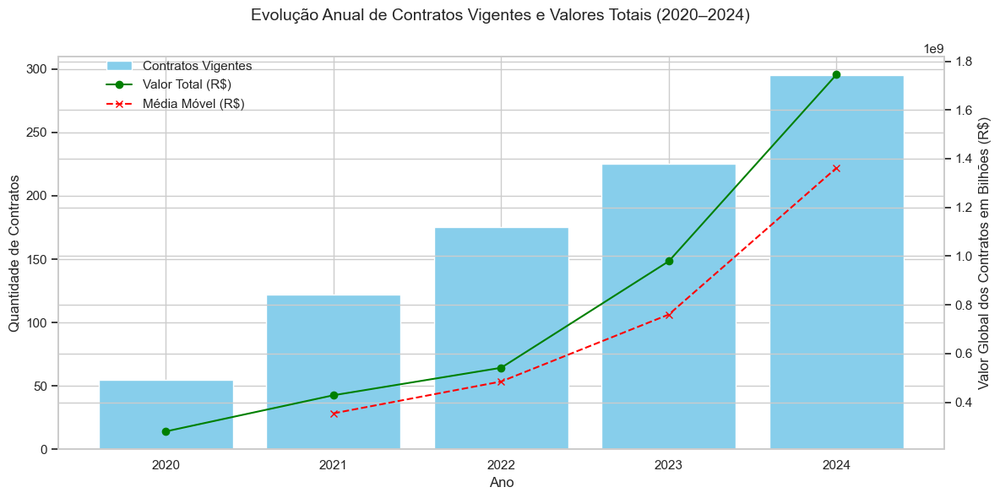 Evolução Anual de Contratos Vigentes e Valores Totais (2020–2024)
1e9
Contratos Vigentes
Valor Total (R$)
Média Móvel (R$)
Quantidade de Contratos
300
250
200
150
100
50
0
1.8
1.6
1.4
1.2
1.0
0.8
0.6
0.4
Valor Global dos Contratos em Bilhões (R$)
2020 2021 2022 2023 2024
Ano